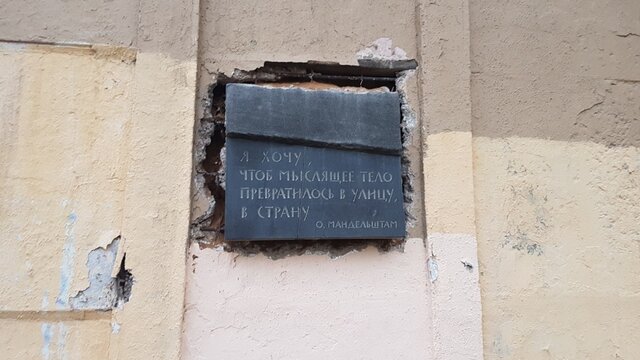 Я ХОЧУ,
ЧТОБ МЫСЛЯЩЕЕ ТЕЛО
ПРЕВРАТИЛОСЬ В УЛИЦУ,
В СТРАНУ
О. МАНДЕЛЬШТАМ